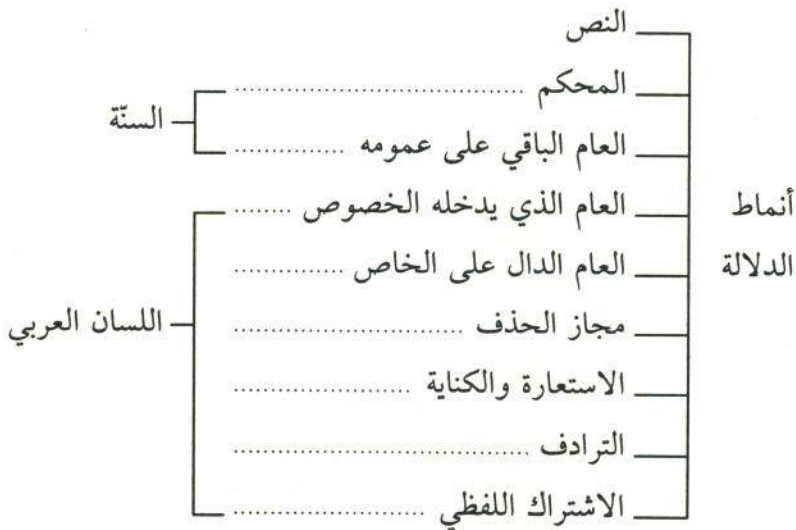 النص
المحكم ........................
السنّة
العام الباقي على عمومه ............
أنماط
العام الذي يدخله الخصوص .......
الدلالة
العام الدال على الخاص ............
مجاز الحذف .........................
اللسان العربي
الاستعارة والكناية ...................
الترادف ...............................
الاشتراك اللفظي .....................